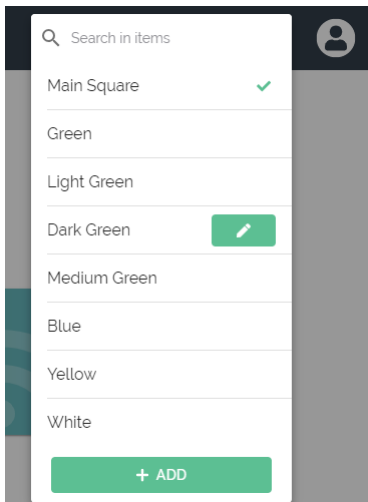 Search in items
Main Square
Green
Light Green
Dark Green
Medium Green
Blue
Yellow
White
+ ADD